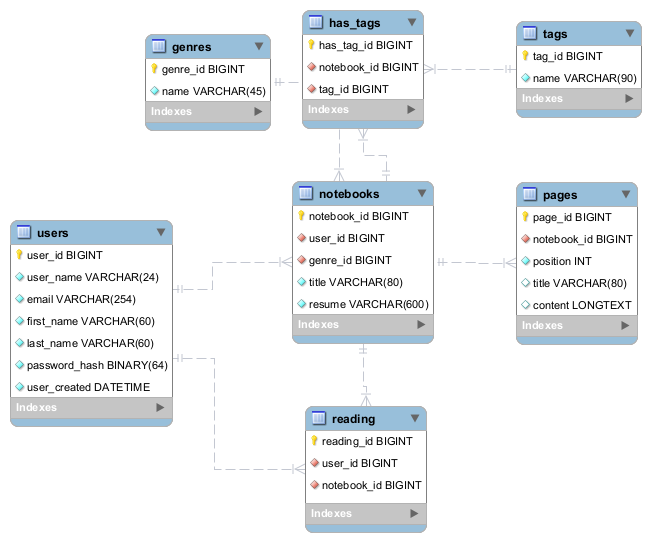 genres
genre_id BIGINT
name VARCHAR(45)
Indexes
has_tags
has_tag_id BIGINT
notebook_id BIGINT
tag_id BIGINT
Indexes
tags
tag_id BIGINT
name VARCHAR(90)
Indexes
users
user_id BIGINT
user_name VARCHAR(24)
email VARCHAR(254)
first_name VARCHAR(60)
last_name VARCHAR(60)
password_hash BINARY(64)
user_created DATETIME
Indexes
notebooks
notebook_id BIGINT
user_id BIGINT
genre_id BIGINT
title VARCHAR(80)
resume VARCHAR(600)
Indexes
pages
page_id BIGINT
notebook_id BIGINT
position INT
title VARCHAR(80)
content LONGTEXT
Indexes
reading
reading_id BIGINT
user_id BIGINT
notebook_id BIGINT
Indexes